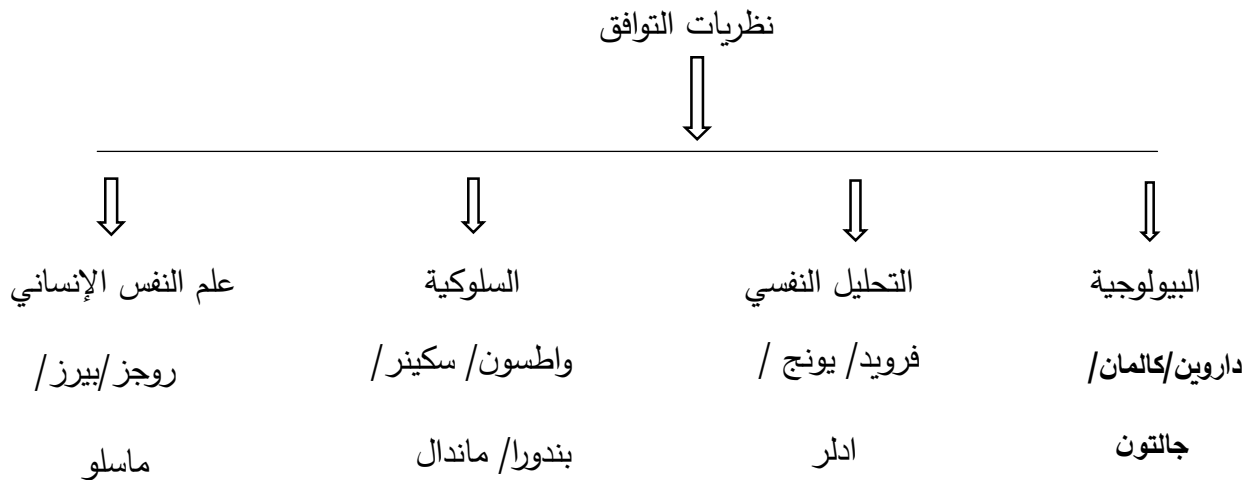 نظريات التوافق
البيولوجية
داروين/كالمان/
جالتون
التحليل النفسي
فرويد/ يونج /
ادلر
السلوكية
واطسون/ سكينر/
بندورا/ ماندال
علم النفس الإنساني
روجز/بيرز/
ماسلو